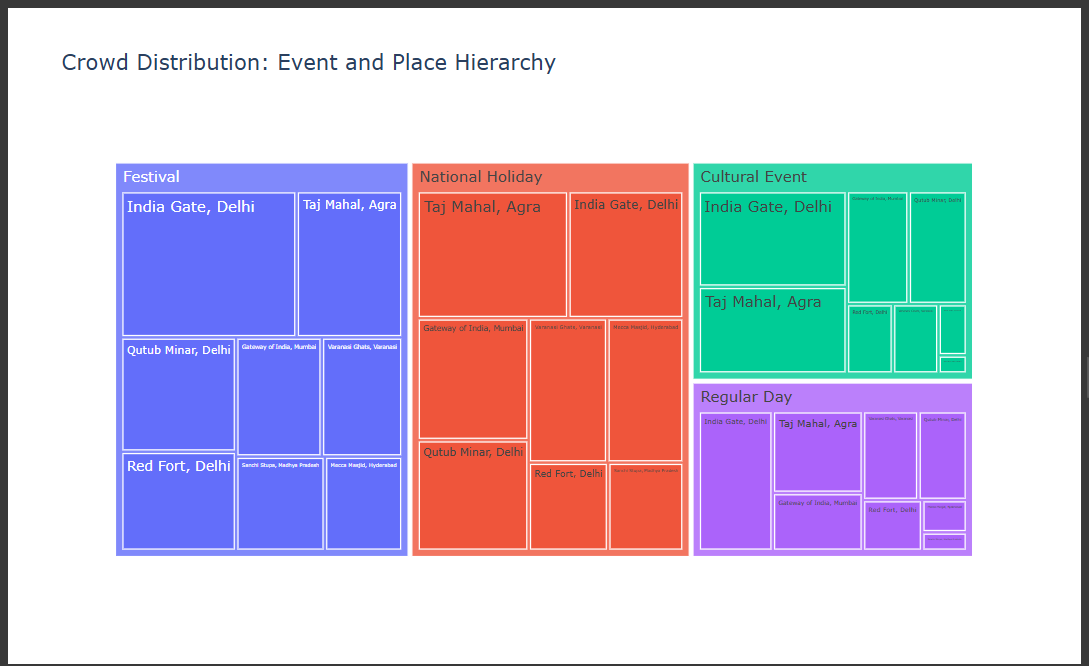 Crowd Distribution: Event and Place Hierarchy
Festival
India Gate, Delhi
Taj Mahal, Agra
Qutub Minar, Delhi
Gateway of India, Mumbai
Varanasi Ghats, Varanasi
Red Fort, Delhi
Sanchi Stupa, Madhya Pradesh
Mecca Masjid, Hyderabad
National Holiday
Taj Mahal, Agra
India Gate, Delhi
Gateway of India, Mumbai
Varanasi Ghats, Varanasi
Mecca Masjid, Hyderabad
Qutub Minar, Delhi
Red Fort, Delhi
Sanchi Stupa, Madhya Pradesh
Cultural Event
India Gate, Delhi
Gateway of India, Mumbai
Qutub Minar, Delhi
Taj Mahal, Agra
Red Fort, Delhi
Regular Day
India Gate, Delhi
Taj Mahal, Agra
Varanasi Ghats, Varanasi
Qutub Minar, Delhi
Gateway of India, Mumbai
Red Fort, Delhi